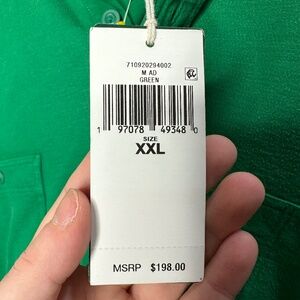 710920294002
M AD
GREEN
1 97078 49348 0
SIZE
XXL
MSRP $198.00